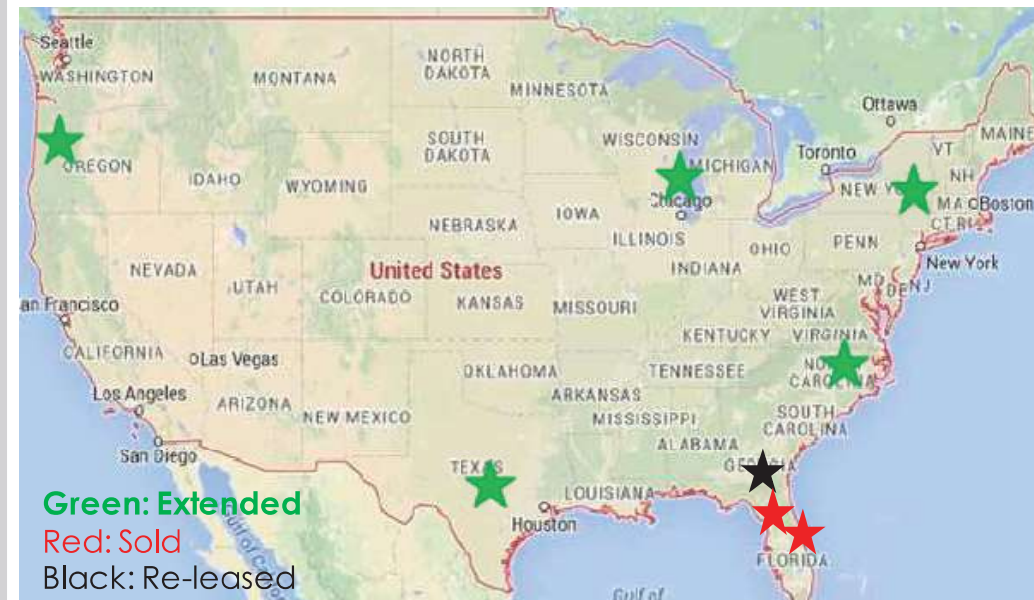 Seattle
WASHINGTON
MONTANA
NORTH
DAKOTA
MINNESOTA
Ottawa
MAINE
OREGON
IDAHO
WYOMING
SOUTH
DAKOTA
WISCONSIN
MICHIGAN
Toronto
VT
NH
NEW
MA Boston
CT RI
Chicago
IOWA
NEBRASKA
ILLINOIS
OHIO
PENN
New York
INDIANA
NEVADA
UTAH
COLORADO
United States
KANSAS
MISSOURI
WEST
VIRGINIA
MD
DE NJ
an Francisco
KENTUCKY
VIRGINIA
CALIFORNIA
Las Vegas
OKLAHOMA
TENNESSEE
NO
CAROLINA
Los Angeles
ARIZONA
NEW MEXICO
ARKANSAS
MISSISSIPPI
SOUTH
CAROLINA
ALABAMA
San Diego
TEXAS
GEORGIA
LOUISIANA
Houston
FLORIDA
Gulf of
Green: Extended
Red: Sold
Black: Re-leased
Gulf of